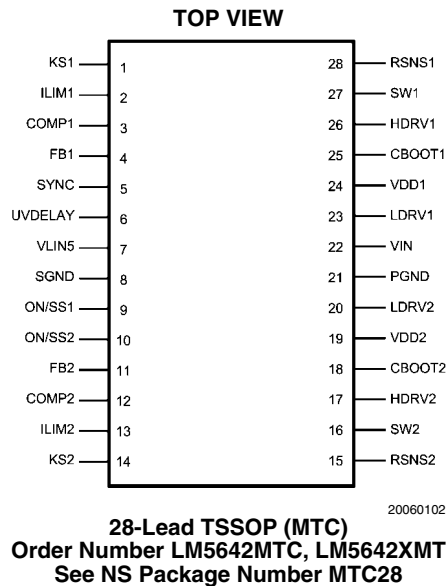 TOP VIEW
KS1 1 28 RSNS1
ILIM1 2 27 SW1
COMP1 3 26 HDRV1
FB1 4 25 CBOOT1
SYNC 5 24 VDD1
UVDELAY 6 23 LDRV1
VLIN5 7 22 VIN
SGND 8 21 PGND
ON/SS1 9 20 LDRV2
ON/SS2 10 19 VDD2
FB2 11 18 CBOOT2
COMP2 12 17 HDRV2
ILIM2 13 16 SW2
KS2 14 15 RSNS2
20060102
28-Lead TSSOP (MTC)
Order Number LM5642MTC, LM5642XMT
See NS Package Number MTC28